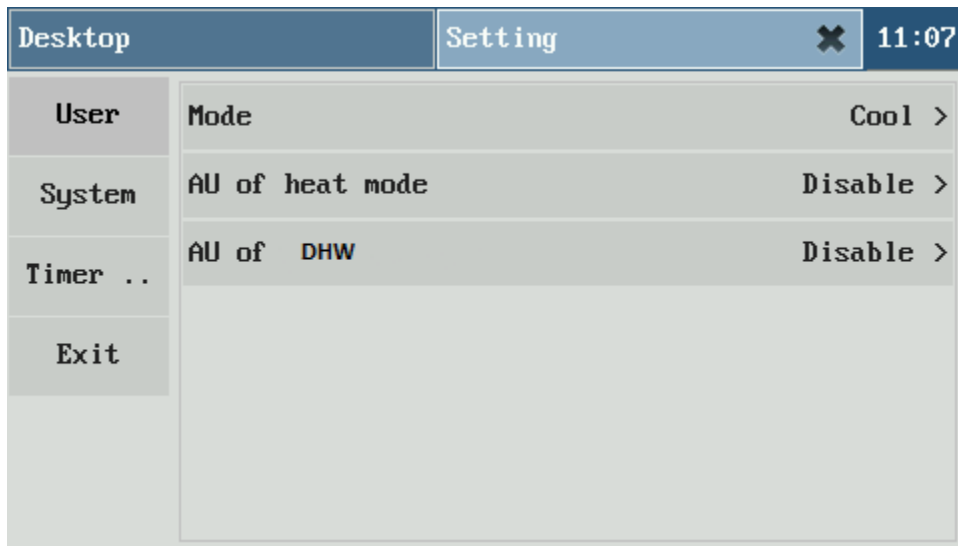 Desktop Setting 11:07
User
System
Timer ..
Exit
Mode Cool >
AU of heat mode Disable >
AU of DHW Disable >